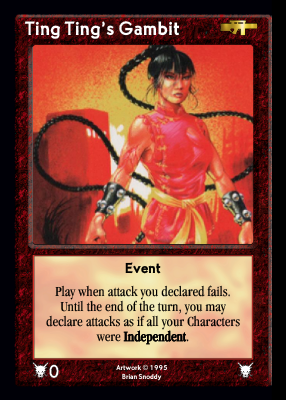 Ting Ting's Gambit
Event
Play when attack you declared fails.
Until the end of the turn, you may
declare attacks as if all your Characters
were Independent.
0
Artwork © 1995
Brian Snoddy